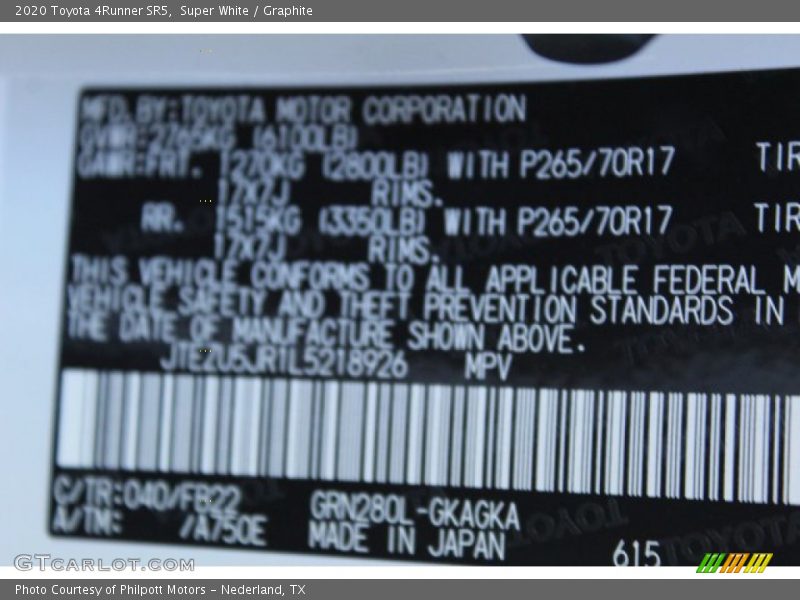 2020 Toyota 4Runner SR5,  Super White / Graphite
MFD.BY:TOYOTA MOTOR CORPORATION
GVWR:2765KG (6100LB)
GAWR:FRT. 1270KG (2800LB) WITH P265/70R17 TIR
17X7J RIMS.
RR. 1515KG (3350LB) WITH P265/70R17 TIR
17X7J RIMS.
THIS VEHICLE CONFORMS TO ALL APPLICABLE FEDERAL M
VEHICLE SAFETY AND THEFT PREVENTION STANDARDS IN
THE DATE OF MANUFACTURE SHOWN ABOVE.
JTEZU5JR1L5218926 MPV
C/TR:040/FB22 GRN280L-GKAGKA
A/TM: /A750E MADE IN JAPAN
615
GTCARLOT.COM
Photo Courtesy of Philpott Motors - Nederland, TX